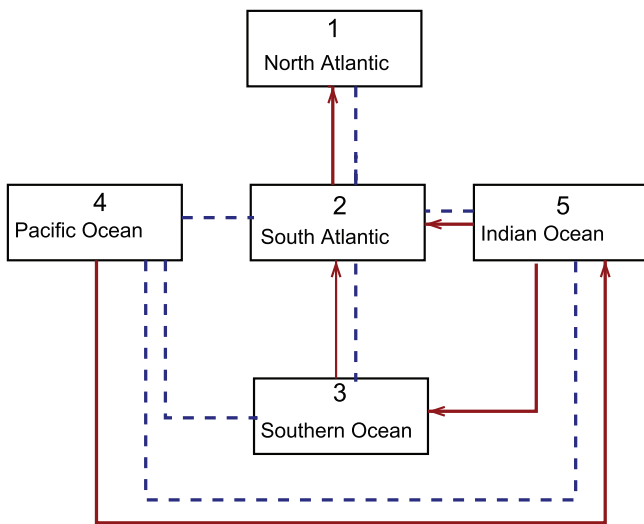 1
North Atlantic
4
Pacific Ocean
2
South Atlantic
5
Indian Ocean
3
Southern Ocean